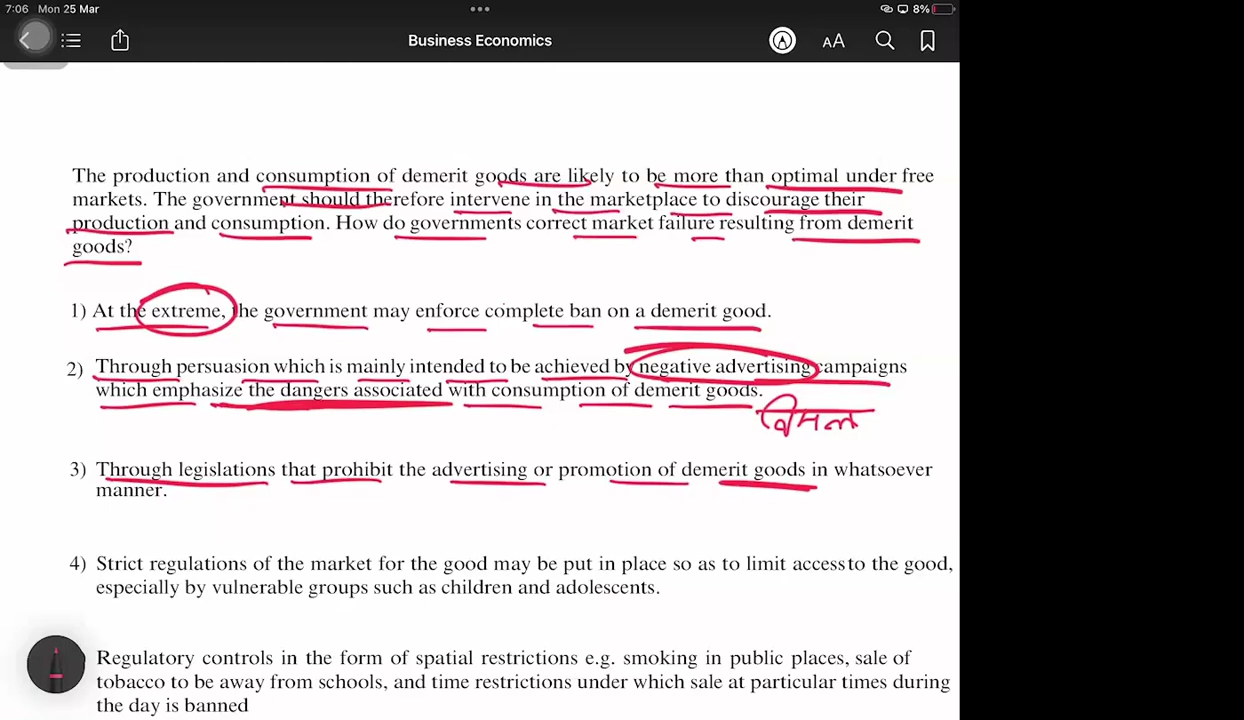 7:06 Mon 25 Mar
8%
Business Economics
AA
The production and consumption of demerit goods are likely to be more than optimal under free
markets. The government should therefore intervene in the marketplace to discourage their
production and consumption. How do governments correct market failure resulting from demerit
goods?
1) At the extreme, the government may enforce complete ban on a demerit good.
2) Through persuasion which is mainly intended to be achieved by negative advertising campaigns
which emphasize the dangers associated with consumption of demerit goods.
विमल
3) Through legislations that prohibit the advertising or promotion of demerit goods in whatsoever
manner.
4) Strict regulations of the market for the good may be put in place so as to limit access to the good,
especially by vulnerable groups such as children and adolescents.
Regulatory controls in the form of spatial restrictions e.g. smoking in public places, sale of
tobacco to be away from schools, and time restrictions under which sale at particular times during
the day is banned